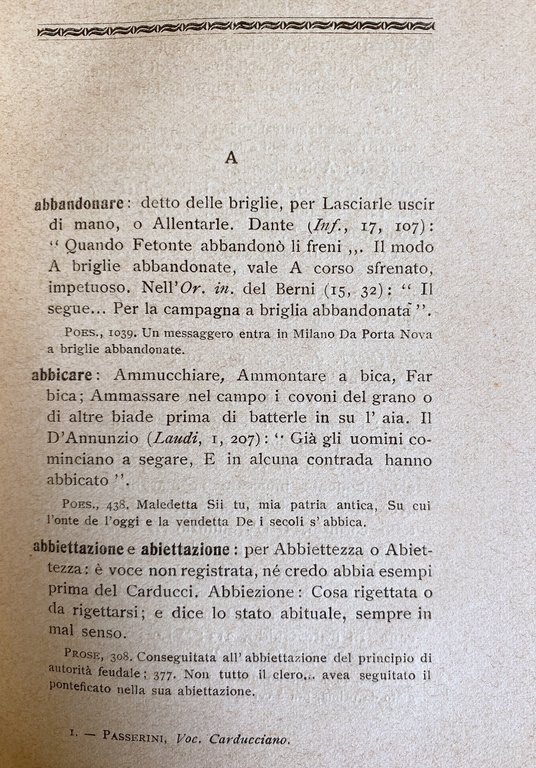 A
abbandonare: detto delle briglie, per Lasciarle uscir
di mano, o Allentarle. Dante (Inf., 17, 107):
“ Quando Fetonte abbandonò li freni „. Il modo
A briglie abbandonate, vale A corso sfrenato,
impetuoso. Nell'Or. in. del Berni (15, 32): “ Il
segue... Per la campagna a briglia abbandonata ”.
POES., 1039. Un messaggero entra in Milano Da Porta Nova
a briglie abbandonate.
abbicare: Ammucchiare, Ammontare a bica, Far
bica; Ammassare nel campo i covoni del grano o
di altre biade prima di batterle in su l' aia. Il
D'Annunzio (Laudi, 1, 207): “ Già gli uomini co-
minciano a segare, E in alcuna contrada hanno
abbicato ”.
POES., 438. Maledetta Sii tu, mia patria antica, Su cui
l'onte de l'oggi e la vendetta De i secoli s' abbica.
abbiettazione e abiettazione: per Abbiettezza o Abiet-
tezza: è voce non registrata, né credo abbia esempi
prima del Carducci. Abbiezione: Cosa rigettata o
da rigettarsi; e dice lo stato abituale, sempre in
mal senso.
PROSE, 308. Conseguitata all' abbiettazione del principio di
autorità feudale: 377. Non tutto il clero... avea seguitato il
ponteficato nella sua abiettazione.
1. — PASSERINI, Voc. Carducciano.